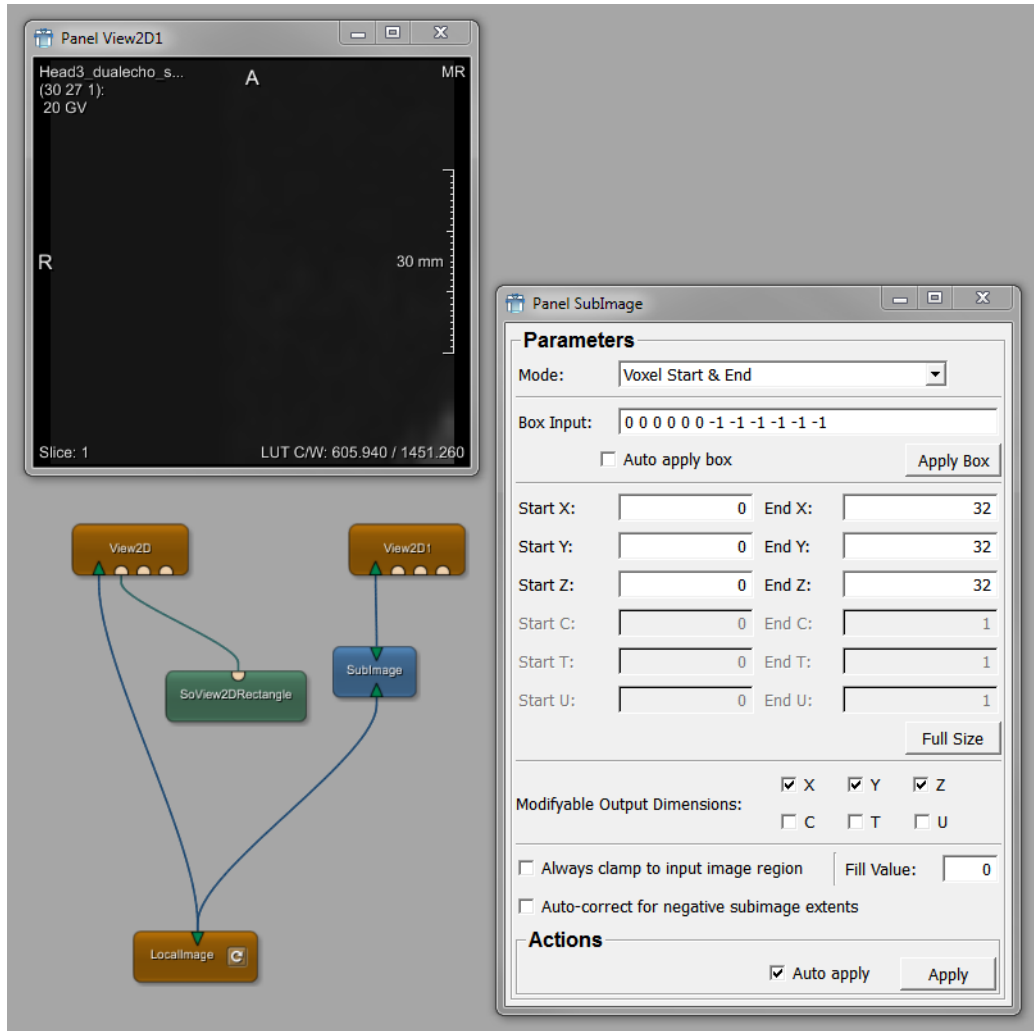 Panel View2D1
Head3_dualecho_s...
A
MR
(30 27 1):
20 GV
R
30 mm
Slice: 1
LUT C/W: 605.940 / 1451.260
View2D
View2D1
SoView2DRectangle
SubImage
LocalImage
Panel SubImage
Parameters
Mode: Voxel Start & End
Box Input: 0 0 0 0 0 0 -1 -1 -1 -1 -1 -1
Auto apply box Apply Box
Start X: 0 End X: 32
Start Y: 0 End Y: 32
Start Z: 0 End Z: 32
Start C: 0 End C: 1
Start T: 0 End T: 1
Start U: 0 End U: 1
Full Size
Modifyable Output Dimensions:
X Y Z
C T U
Always clamp to input image region Fill Value: 0
Auto-correct for negative subimage extents
Actions
Auto apply Apply